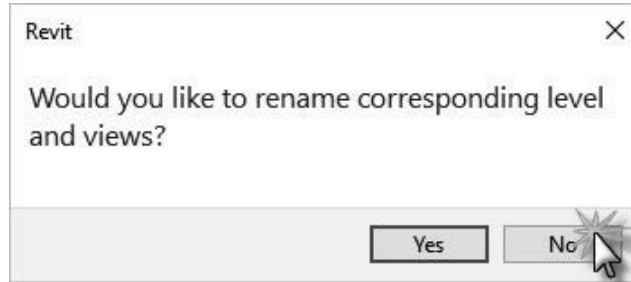 Revit
Would you like to rename corresponding level
and views?
Yes
No